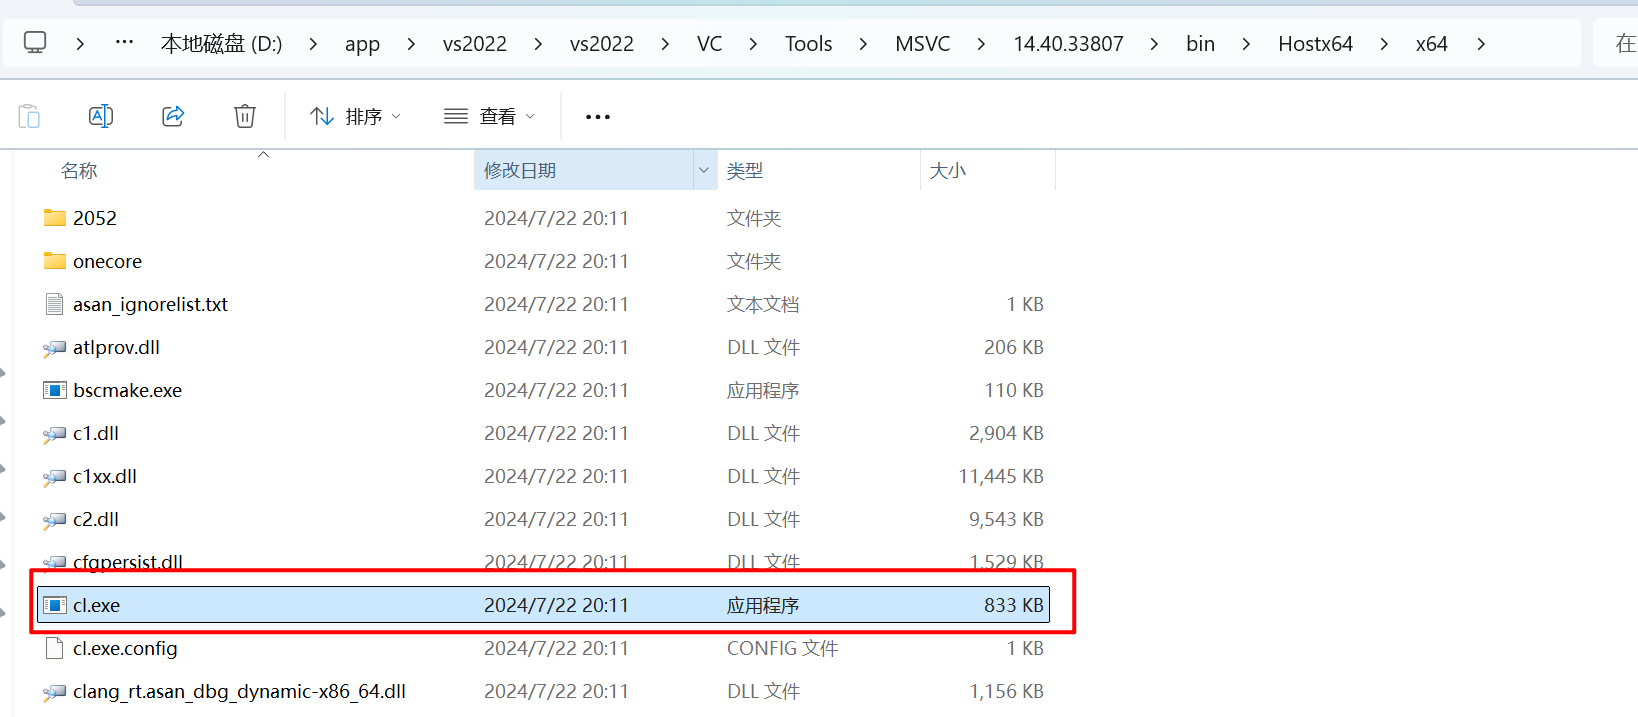 … 本地磁盘 (D:) > app > vs2022 > vs2022 > VC > Tools > MSVC > 14.40.33807 > bin > Hostx64 > x64 > 在
排序 查看 •••
名称 修改日期 类型 大小
2052 2024/7/22 20:11 文件夹
onecore 2024/7/22 20:11 文件夹
asan_ignorelist.txt 2024/7/22 20:11 文本文档 1 KB
atlprov.dll 2024/7/22 20:11 DLL 文件 206 KB
bscmake.exe 2024/7/22 20:11 应用程序 110 KB
c1.dll 2024/7/22 20:11 DLL 文件 2,904 KB
c1xx.dll 2024/7/22 20:11 DLL 文件 11,445 KB
c2.dll 2024/7/22 20:11 DLL 文件 9,543 KB
cfgpersist.dll 2024/7/22 20:11 DLL 文件 1,529 KB
cl.exe 2024/7/22 20:11 应用程序 833 KB
cl.exe.config 2024/7/22 20:11 CONFIG 文件 1 KB
clang_rt.asan_dbg_dynamic-x86_64.dll 2024/7/22 20:11 DLL 文件 1,156 KB